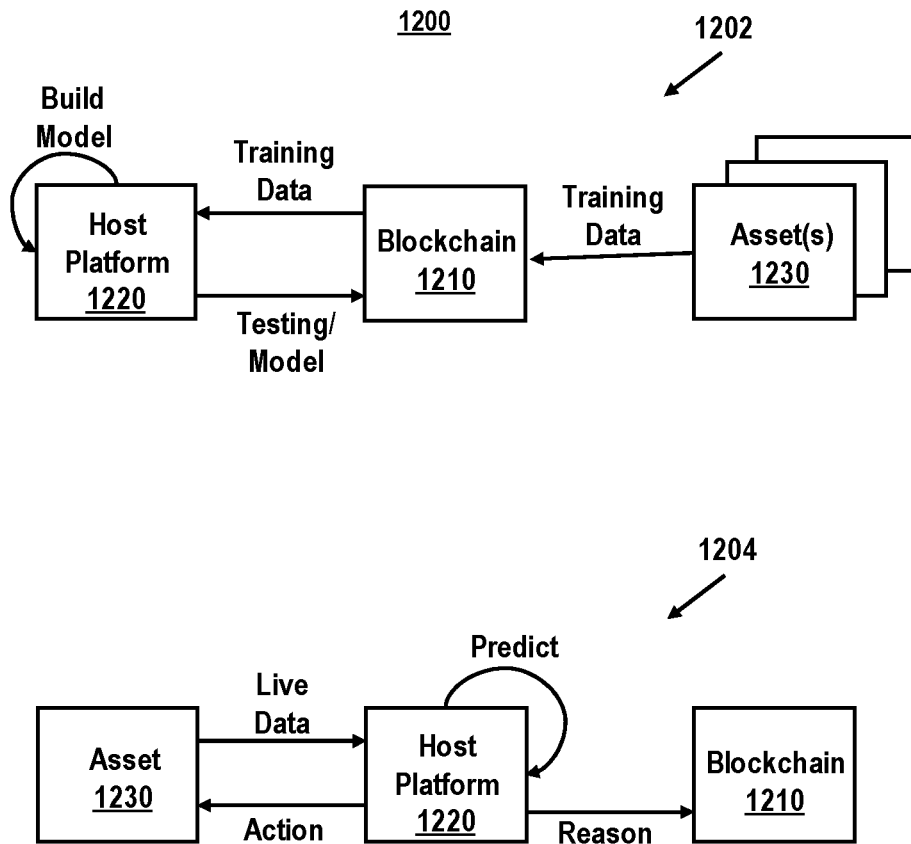 1200
1202
Build
Model
Training
Data
Host
Platform
1220
Blockchain
1210
Training
Data
Asset(s)
1230
Testing/
Model
1204
Predict
Live
Data
Asset
1230
Host
Platform
1220
Blockchain
1210
Action
Reason